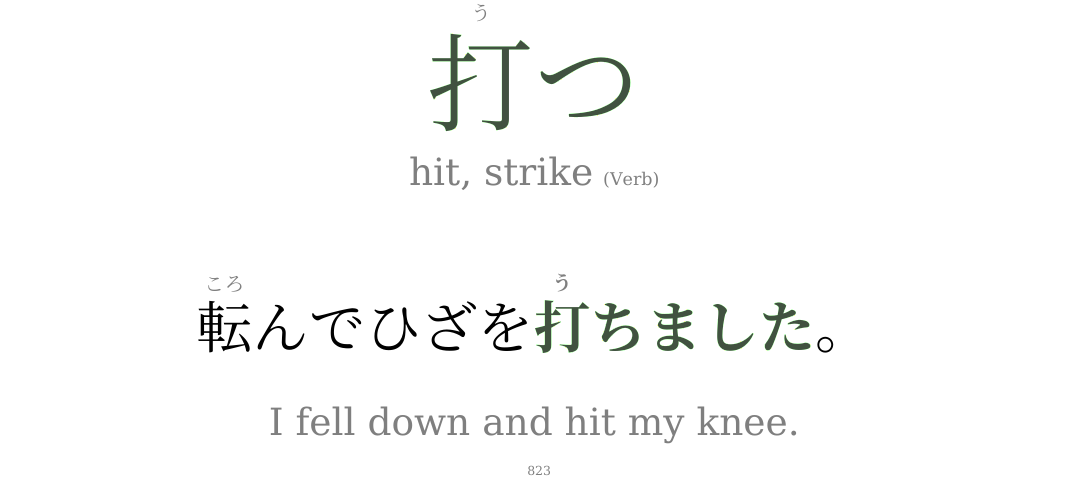 う
打つ
hit, strike (Verb)
ころ う
転んでひざを打ちました。
I fell down and hit my knee.
823